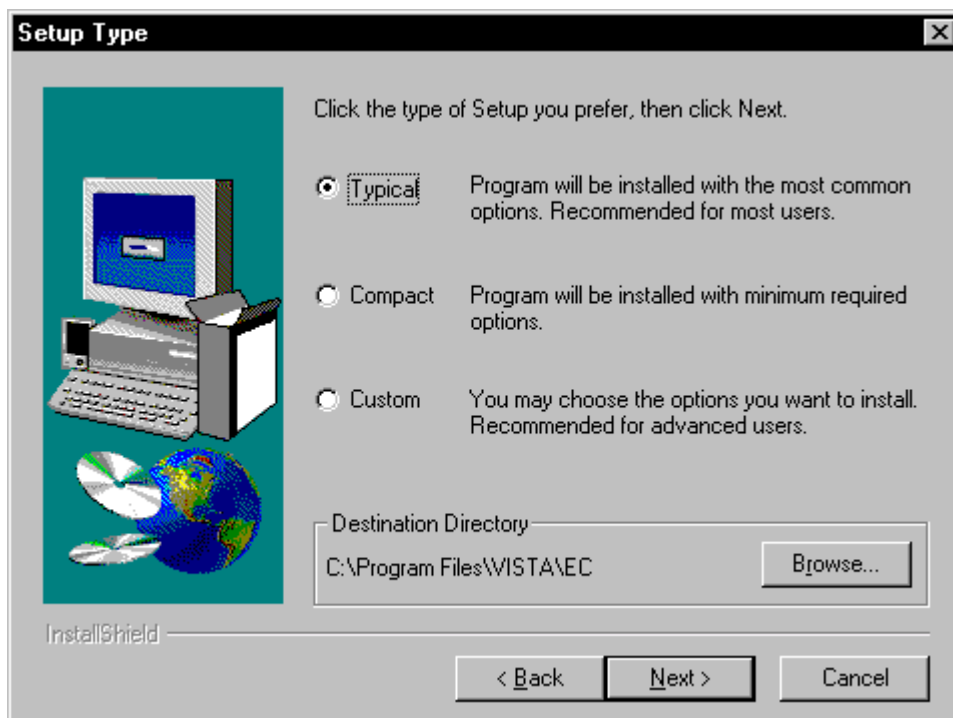 Setup Type
Click the type of Setup you prefer, then click Next.
Typical
Program will be installed with the most common
options. Recommended for most users.
Compact
Program will be installed with minimum required
options.
Custom
You may choose the options you want to install.
Recommended for advanced users.
Destination Directory
C:\Program Files\VISTA\EC
Browse...
InstallShield
< Back
Next >
Cancel